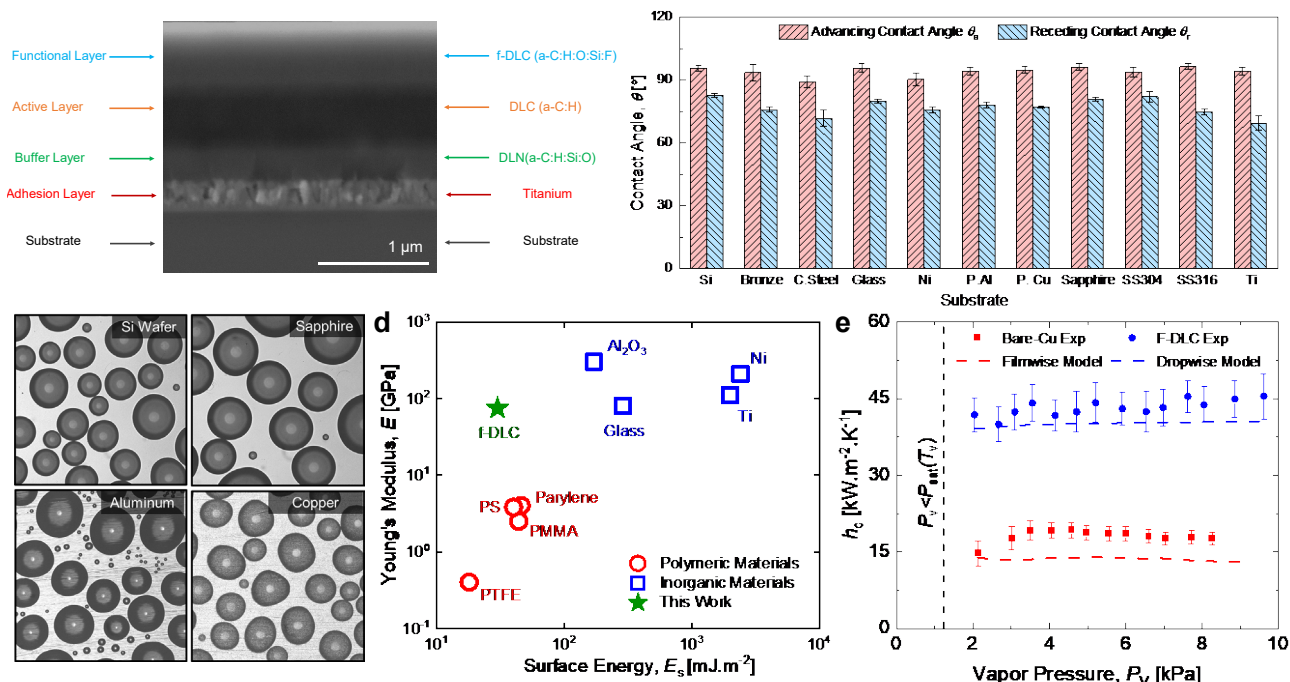 Functional Layer
Active Layer
Buffer Layer
Adhesion Layer
Substrate
f-DLC (a-C:H:O:Si:F)
DLC (a-C:H)
DLN(a-C:H:Si:O)
Titanium
Substrate
1 µm
120
90
60
30
0
Contact Angle, θ [°]
Advancing Contact Angle θa
Receding Contact Angle θr
Si Bronze C.Steel Glass Ni P. Al P. Cu Sapphire SS304 SS316 Ti
Substrate
Si Wafer
Sapphire
Aluminum
Copper
d
10³
10²
10¹
10⁰
10⁻¹
Young's Modulus, E [GPa]
Al₂O₃
Ni
Ti
Glass
f-DLC
PS
Parylene
PMMA
PTFE
Polymeric Materials
Inorganic Materials
This Work
10¹ 10² 10³ 10⁴
Surface Energy, Es [mJ.m⁻²]
e
60
45
30
15
0
hc [kW.m⁻².K⁻¹]
Bare-Cu Exp
F-DLC Exp
Filmwise Model
Dropwise Model
Pv<Psat(Tv)
0 2 4 6 8 10
Vapor Pressure, PV [kPa]